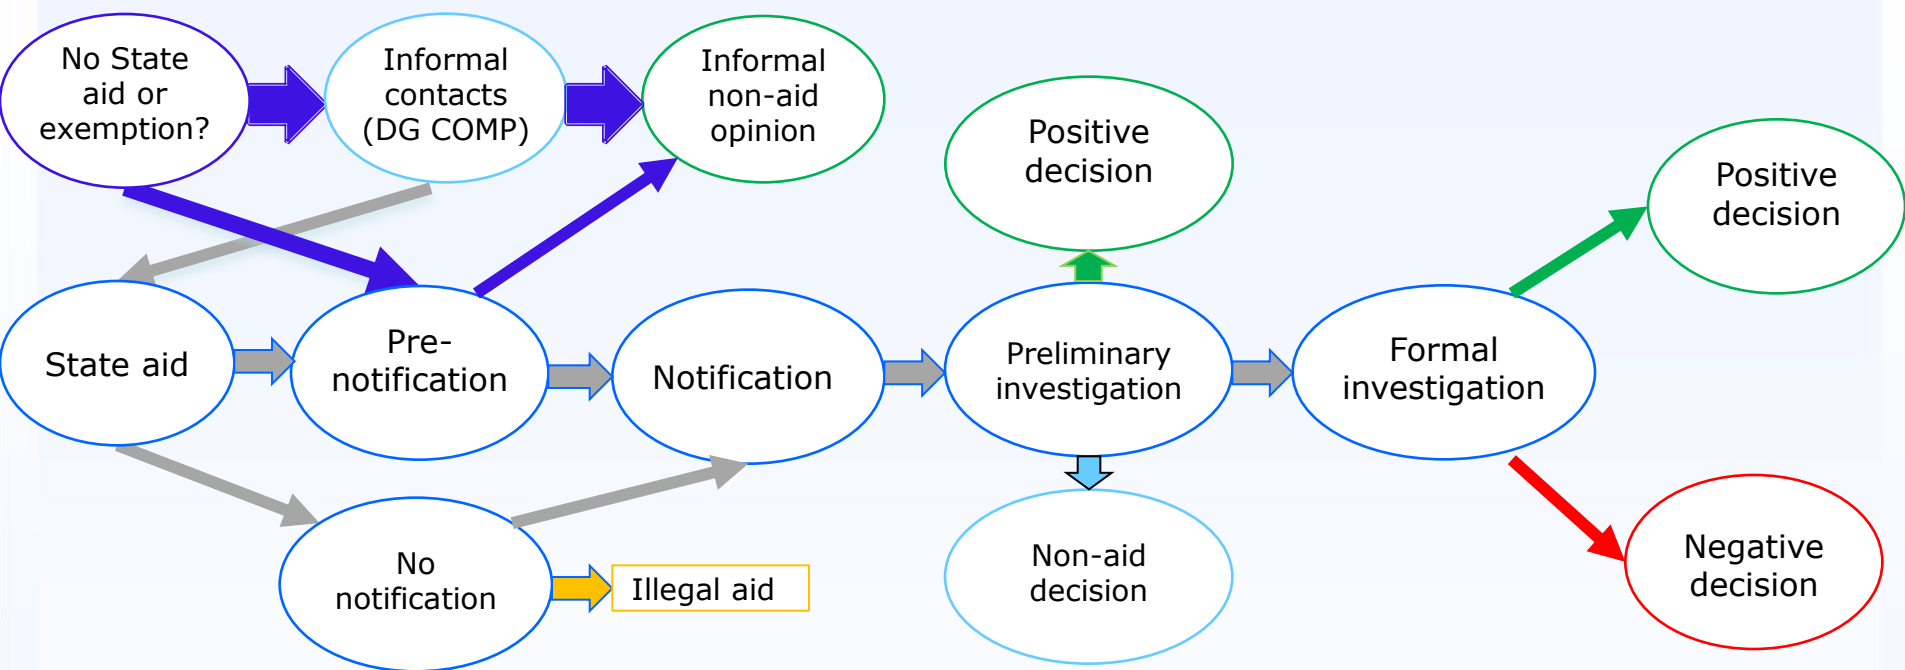 No State
aid or
exemption?
Informal
contacts
(DG COMP)
Informal
non-aid
opinion
Positive
decision
Positive
decision
State aid
Pre-
notification
Notification
Preliminary
investigation
Formal
investigation
No
notification
Illegal aid
Non-aid
decision
Negative
decision